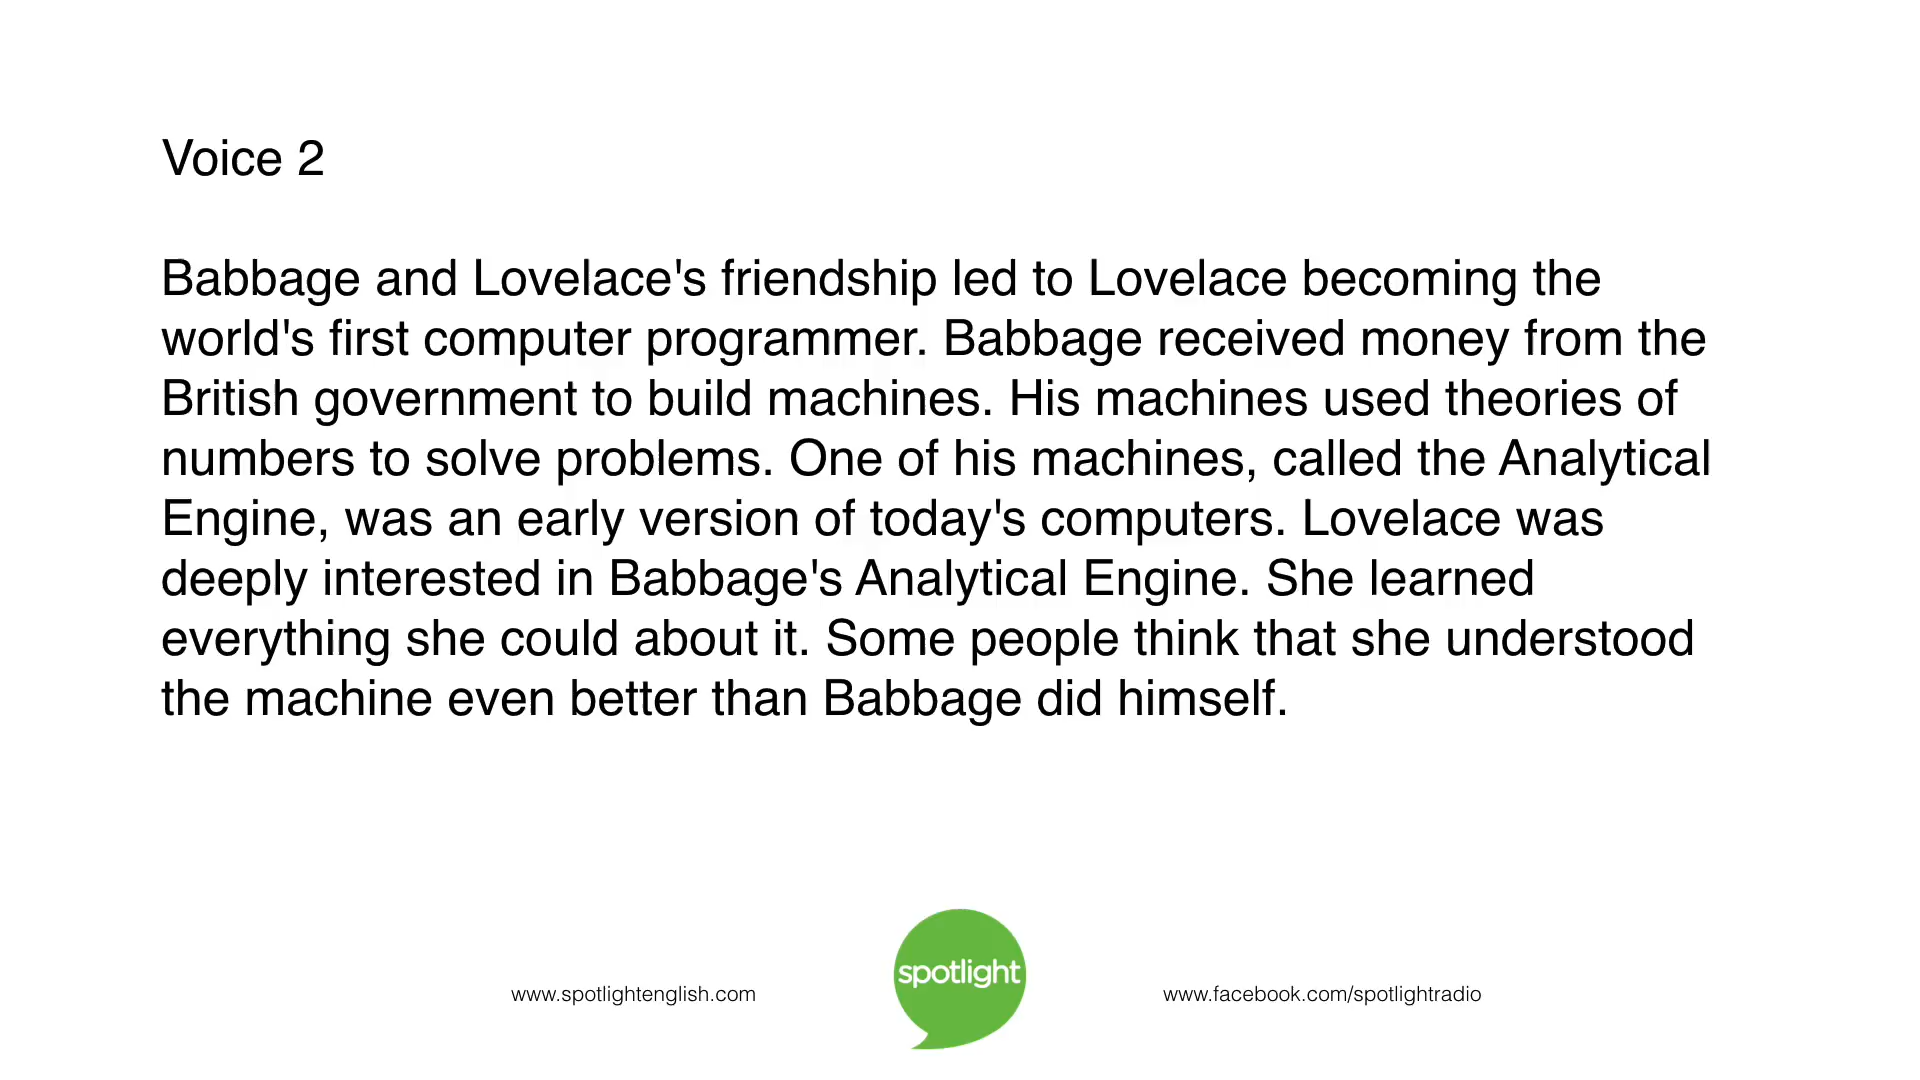 Voice 2
Babbage and Lovelace's friendship led to Lovelace becoming the
world's first computer programmer. Babbage received money from the
British government to build machines. His machines used theories of
numbers to solve problems. One of his machines, called the Analytical
Engine, was an early version of today's computers. Lovelace was
deeply interested in Babbage's Analytical Engine. She learned
everything she could about it. Some people think that she understood
the machine even better than Babbage did himself.
spotlight
www.spotlightenglish.com
www.facebook.com/spotlightradio